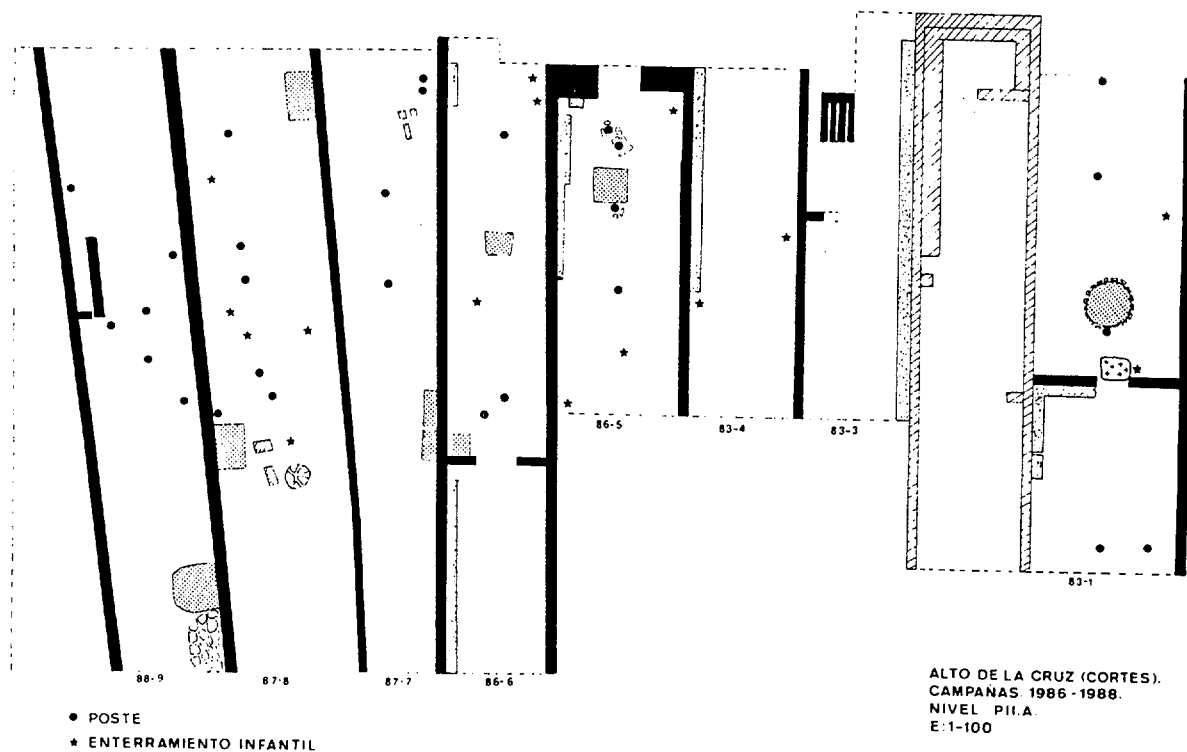 86-5
83-4
83-3
83-1
88-9
87-8
87-7
86-6
ALTO DE LA CRUZ (CORTES).
CAMPAÑAS 1986-1988.
NIVEL PII.A.
E:1-100
POSTE
ENTERRAMIENTO INFANTIL